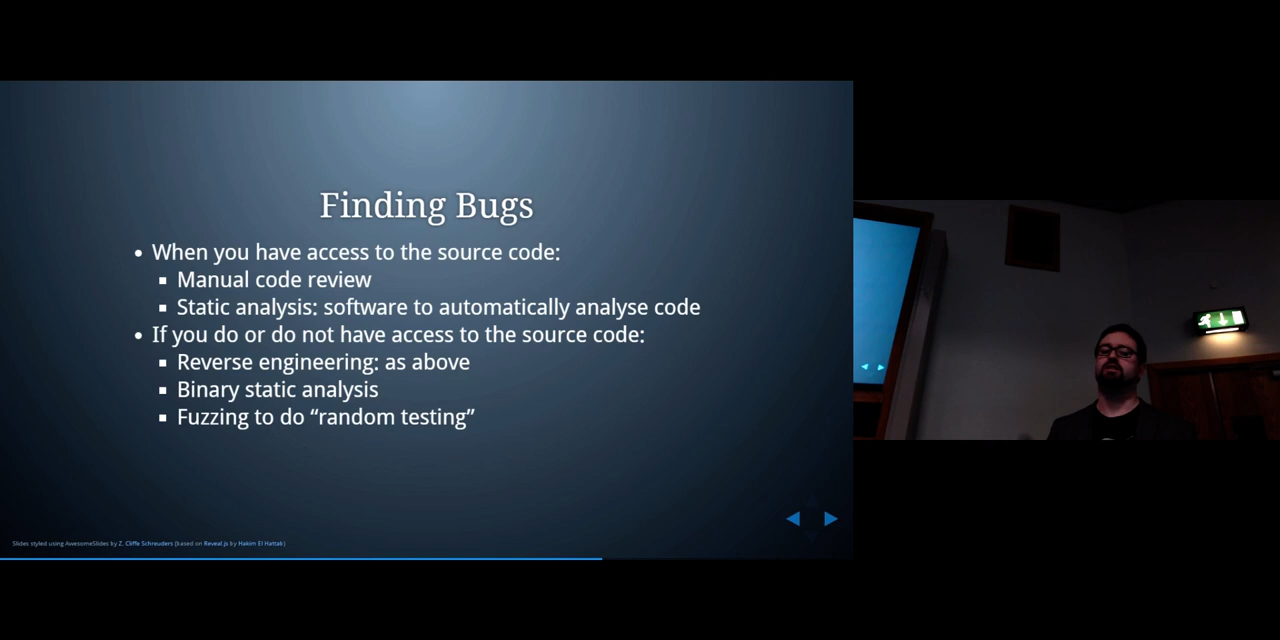 Finding Bugs
• When you have access to the source code:
▪ Manual code review
▪ Static analysis: software to automatically analyse code
• If you do or do not have access to the source code:
▪ Reverse engineering: as above
▪ Binary static analysis
▪ Fuzzing to do “random testing”
Slides styled using AwesomeSlides by Z. Cliffe Schreuders (based on Reveal.js by Hakim El Hattab)